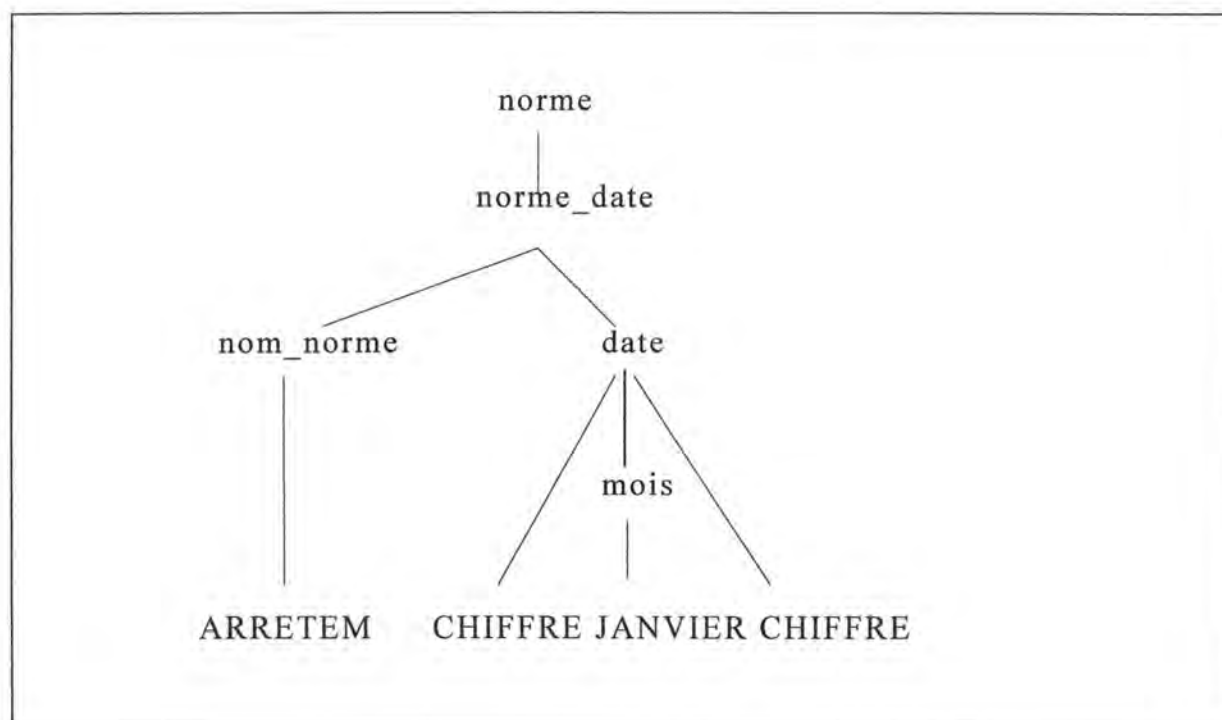 norme
norme_date
nom_norme date
mois
ARRETEM CHIFFRE JANVIER CHIFFRE